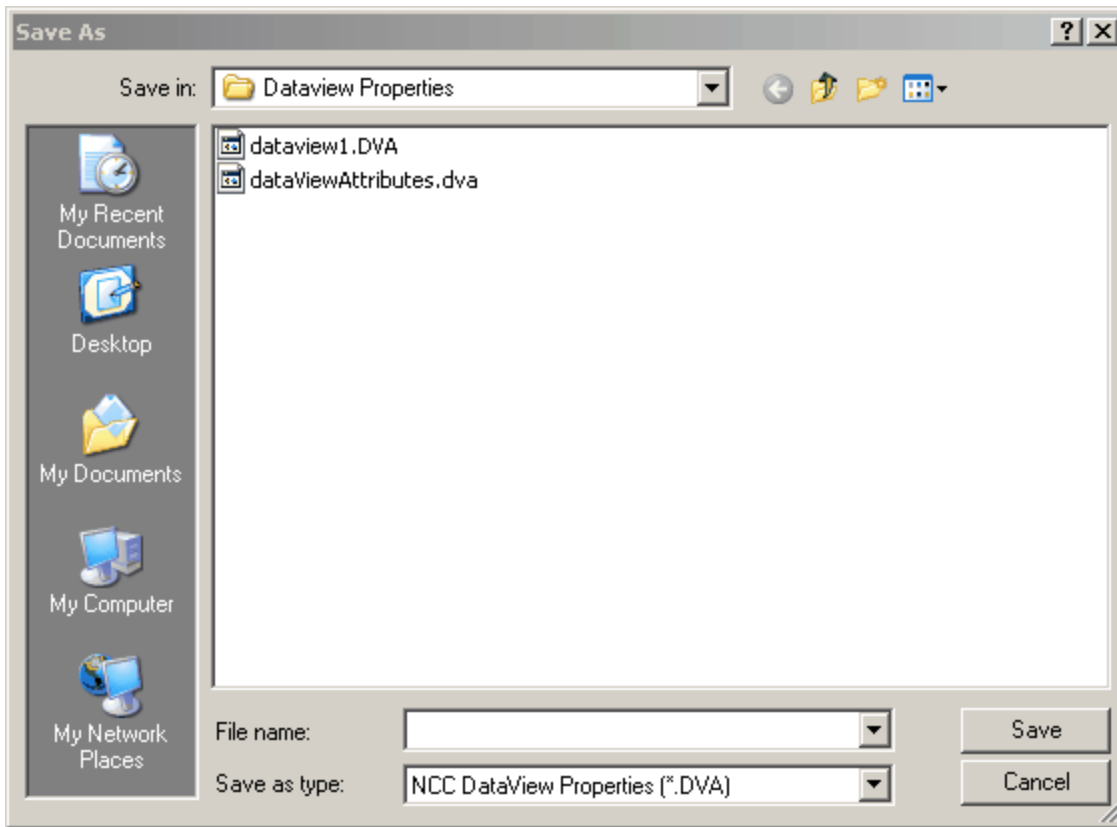 Save As
Save in: Dataview Properties
dataview1.DVA
dataViewAttributes.dva
My Recent
Documents
Desktop
My Documents
My Computer
My Network
Places
File name:
Save
Save as type: NCC DataView Properties (*.DVA)
Cancel